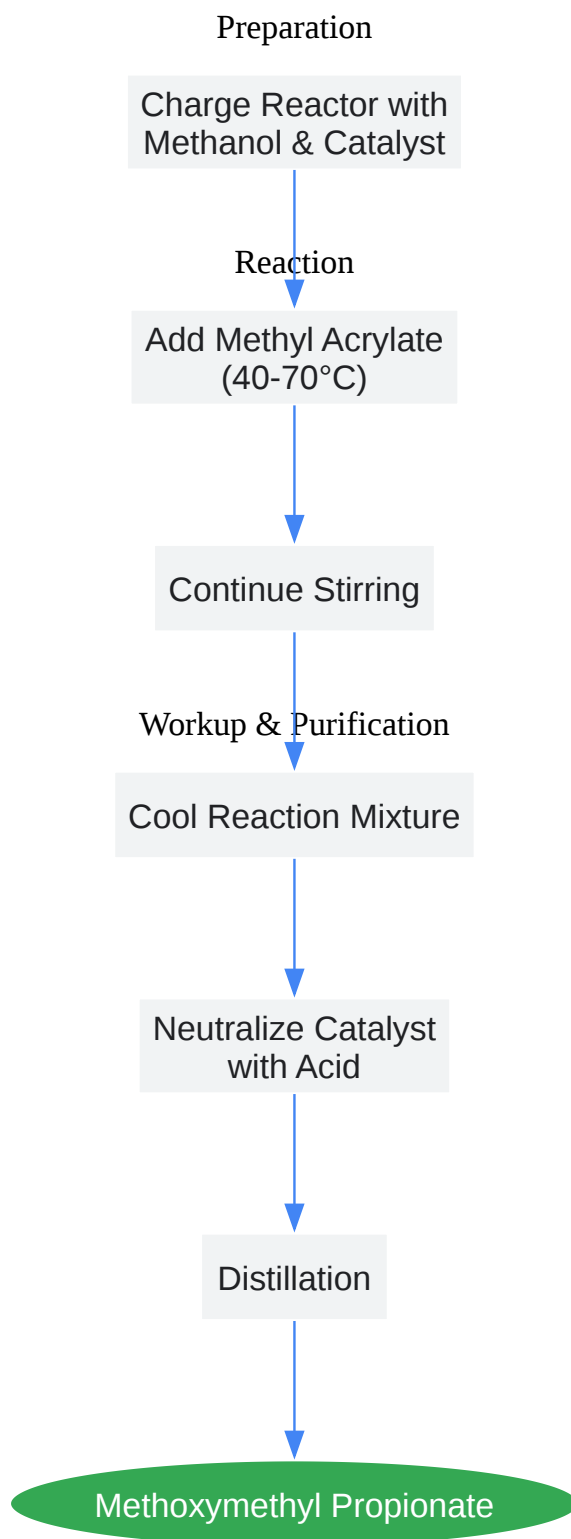 Preparation
Charge Reactor with
Methanol & Catalyst
Reaction
Add Methyl Acrylate
(40-70°C)
Continue Stirring
Workup & Purification
Cool Reaction Mixture
Neutralize Catalyst
with Acid
Distillation
Methoxymethyl Propionate